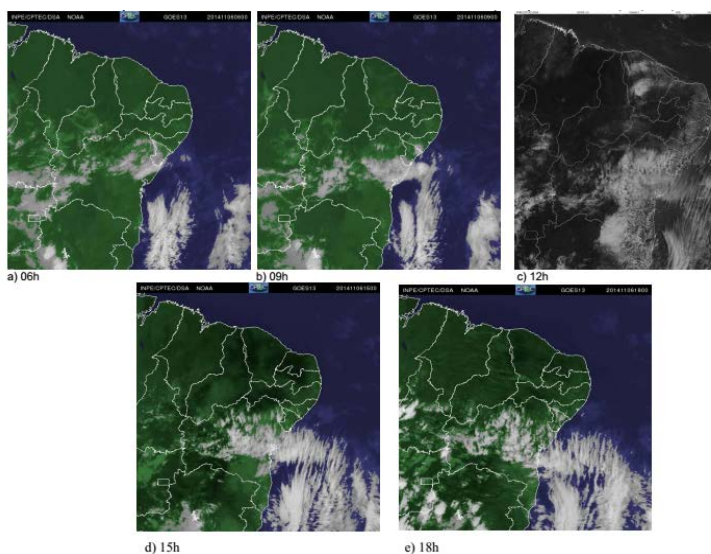 INPE/CPTEC/DSA NOAA CPTEC GOES13 201411060600
INPE/CPTEC/DSA NOAA GOES13 201411060900
a) 06h
b) 09h
c) 12h
INPE/CPTEC/DSA NOAA GOES13 201411061500
INPE/CPTEC/DSA NOAA GOES13 201411061800
d) 15h
e) 18h